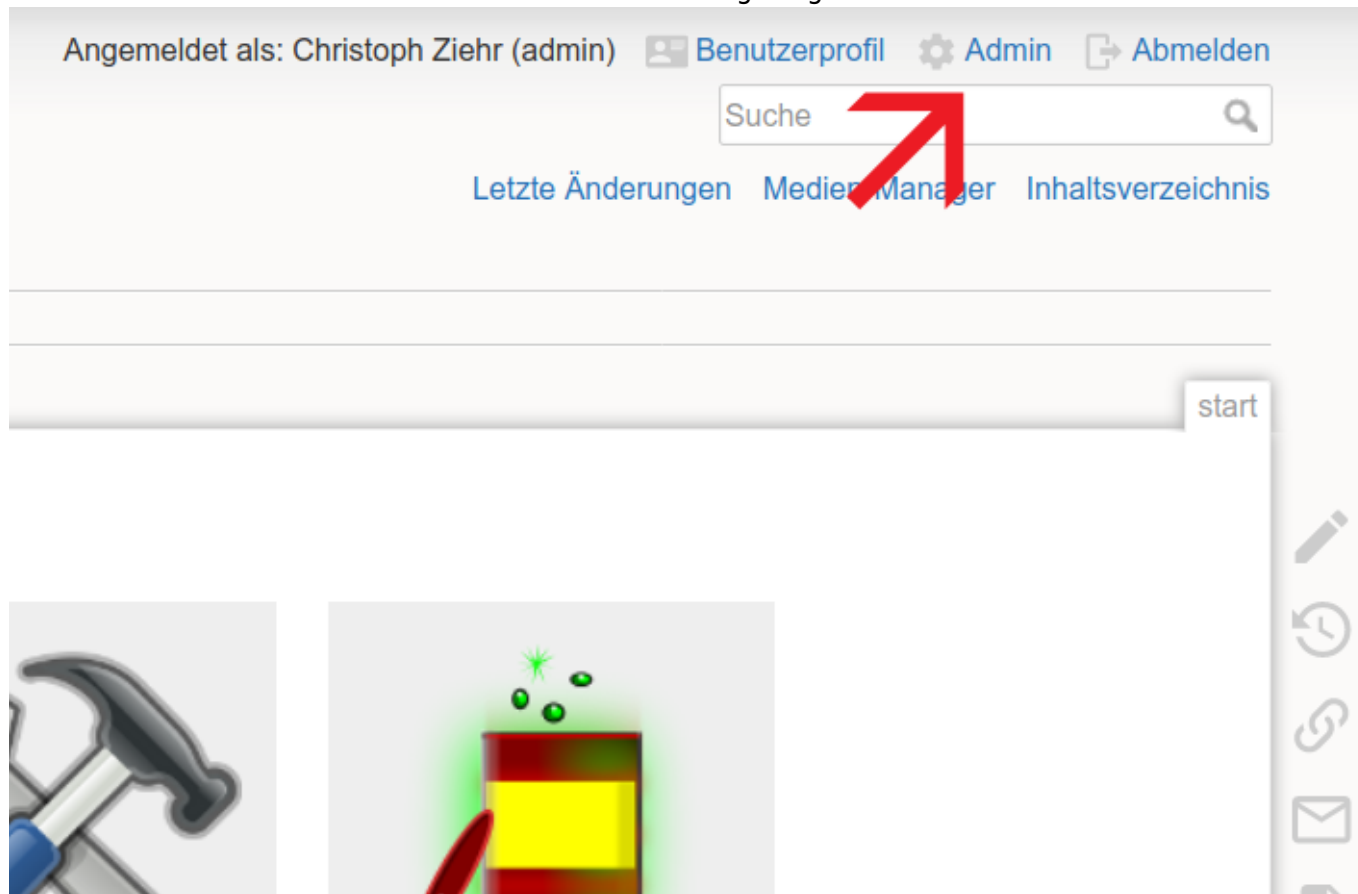 Angemeldet als: Christoph Ziehr (admin) Benutzerprofil Admin Abmelden
Suche
Letzte Änderungen Medien-Manager Inhaltsverzeichnis
start